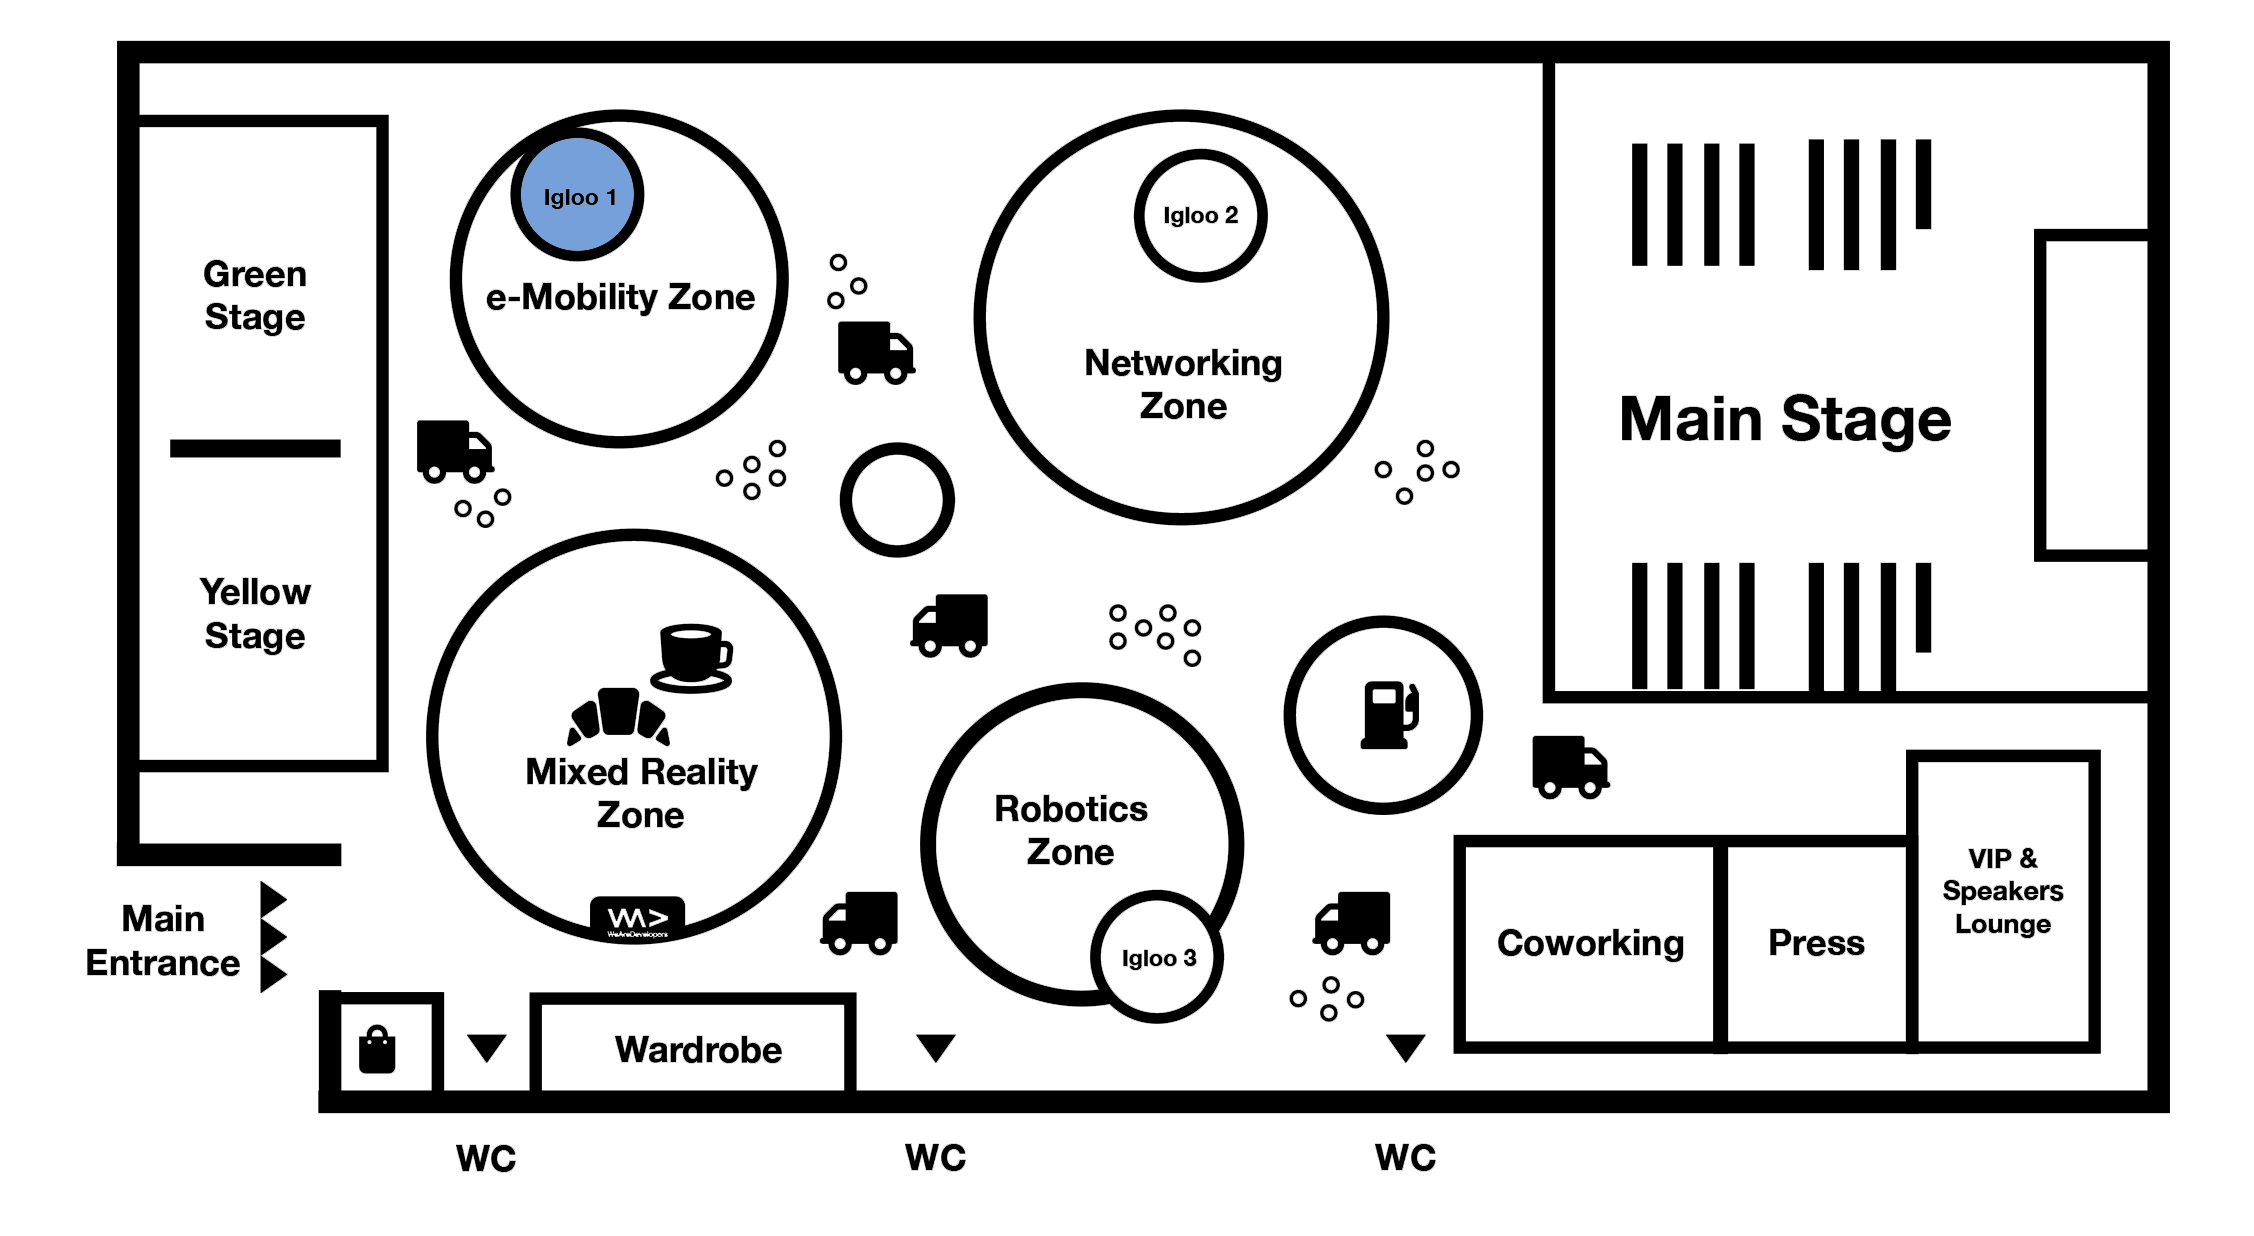 Igloo 1
Igloo 2
Green
Stage
e-Mobility Zone
Networking
Zone
Main Stage
Yellow
Stage
Mixed Reality
Zone
Robotics
Zone
VIP &
Speakers
Lounge
Main
Entrance
WeAreDevelopers
Coworking
Press
Igloo 3
Wardrobe
WC
WC
WC